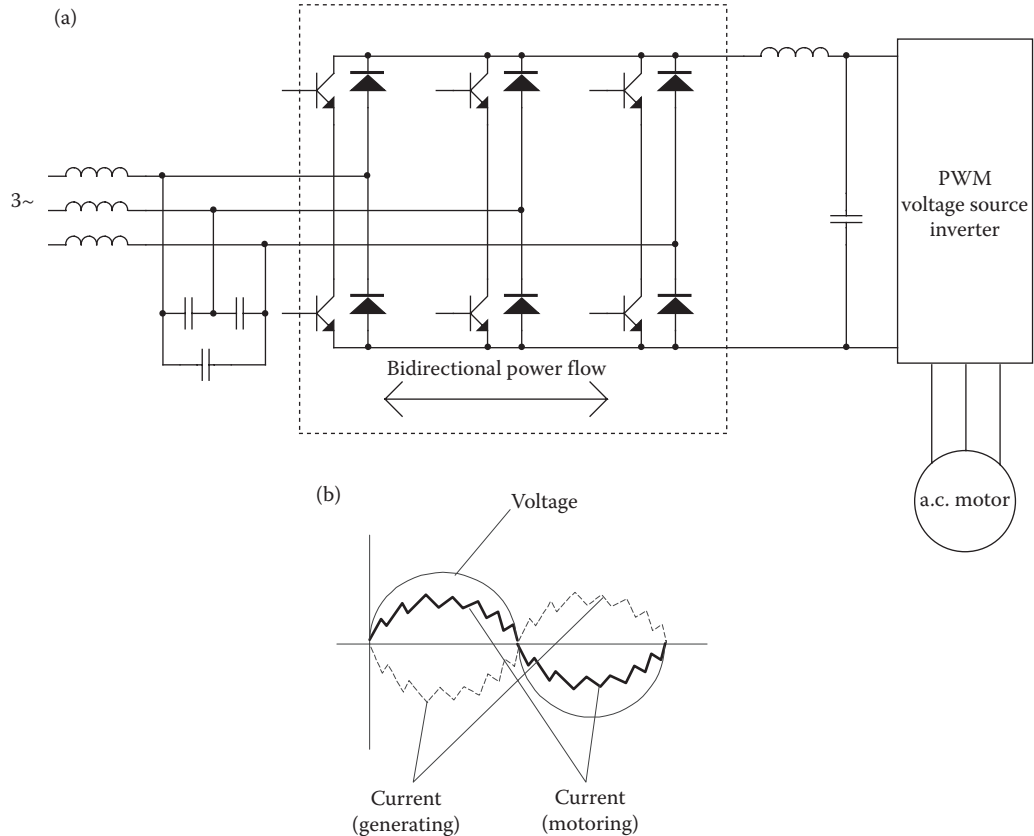 (a)
3~
PWM
voltage source
inverter
Bidirectional power flow
a.c. motor
(b)
Voltage
Current
(generating)
Current
(motoring)